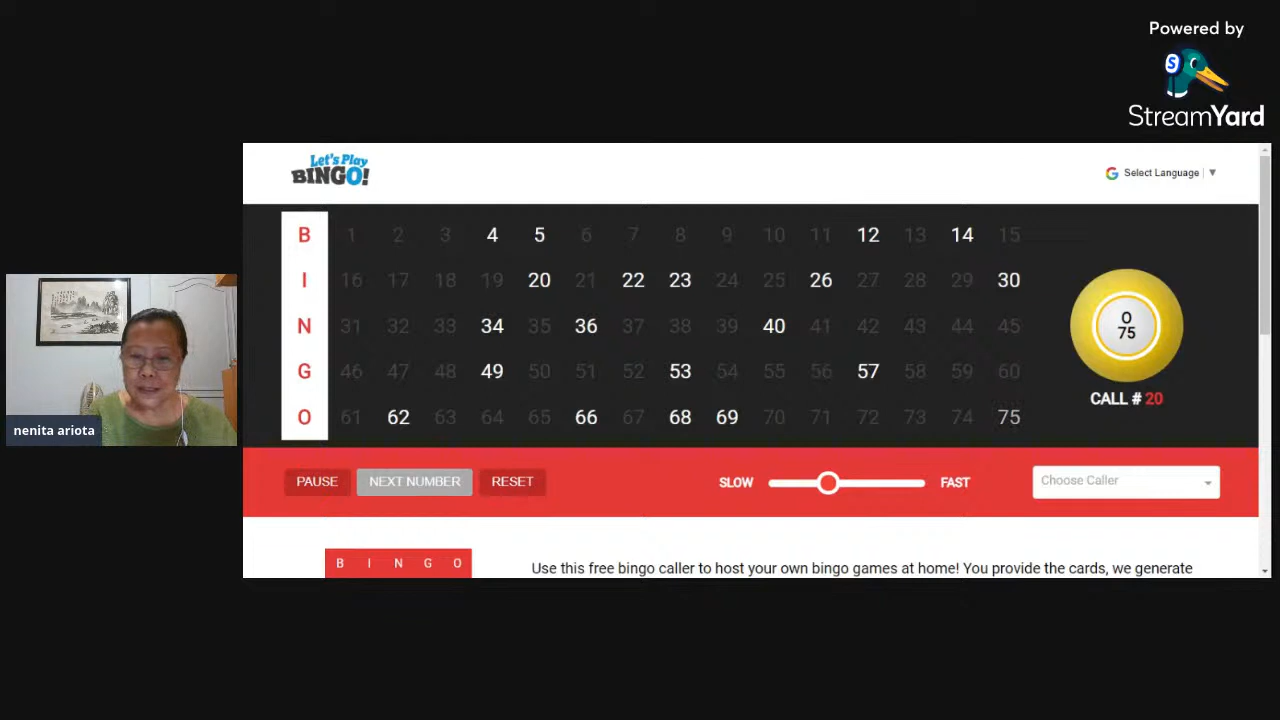 Powered by
S
StreamYard
Let's Play
BINGO!
Select Language
B 1 2 3 4 5 6 7 8 9 10 11 12 13 14 15
I 16 17 18 19 20 21 22 23 24 25 26 27 28 29 30
N 31 32 33 34 35 36 37 38 39 40 41 42 43 44 45
G 46 47 48 49 50 51 52 53 54 55 56 57 58 59 60
O 61 62 63 64 65 66 67 68 69 70 71 72 73 74 75
O
75
CALL # 20
nenita ariota
PAUSE NEXT NUMBER RESET SLOW FAST Choose Caller
B I N G O
Use this free bingo caller to host your own bingo games at home! You provide the cards, we generate